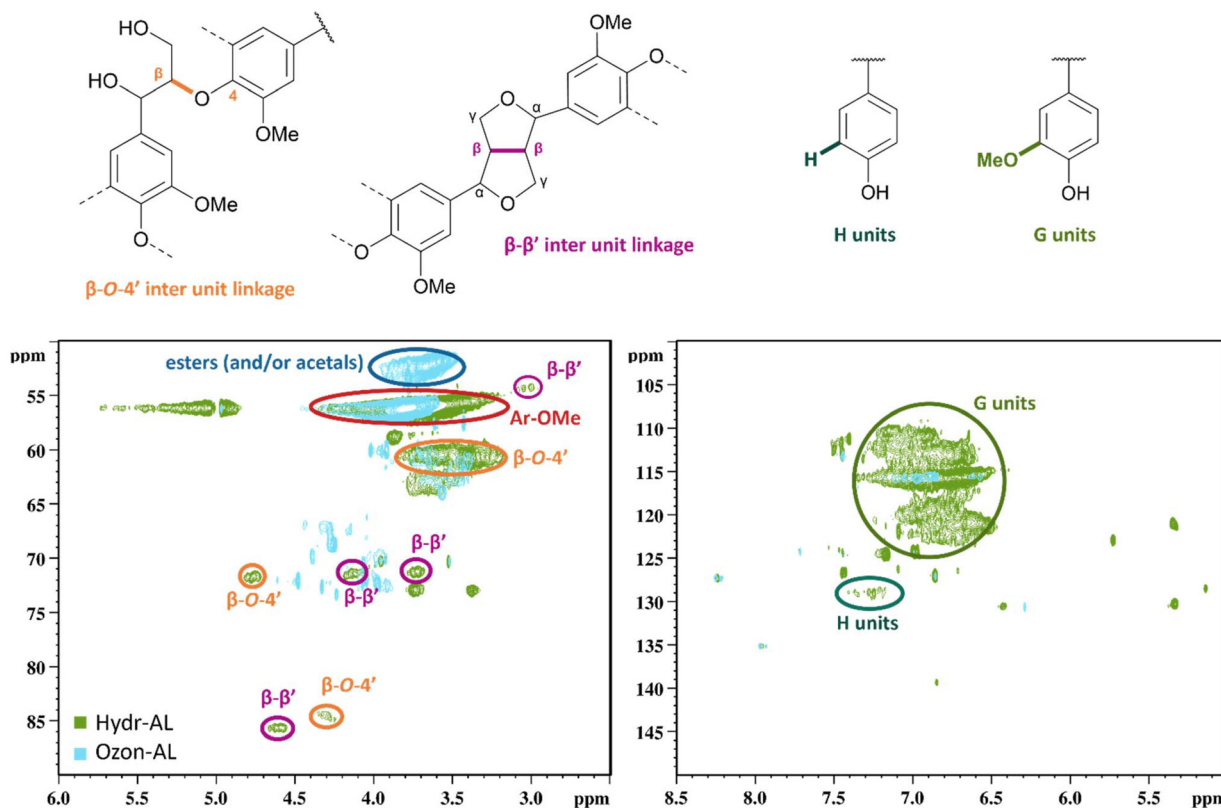 HO
HO
β
O
4
OMe
OMe
O
β-O-4' inter unit linkage
OMe
O
O
α
γ
β
β
γ
α
O
O
OMe
β-β' inter unit linkage
H
OH
H units
MeO
OH
G units
ppm
55
60
65
70
75
80
85
esters (and/or acetals)
β-β'
Ar-OMe
β-O-4'
β-β'
β-O-4'
β-β'
β-O-4'
β-β'
Hydr-AL
Ozon-AL
6.0 5.0 4.5 4.0 3.5 3.0 ppm
ppm
105
110
115
120
125
130
135
140
145
G units
H units
8.5 8.0 7.5 7.0 6.5 6.0 5.5 ppm